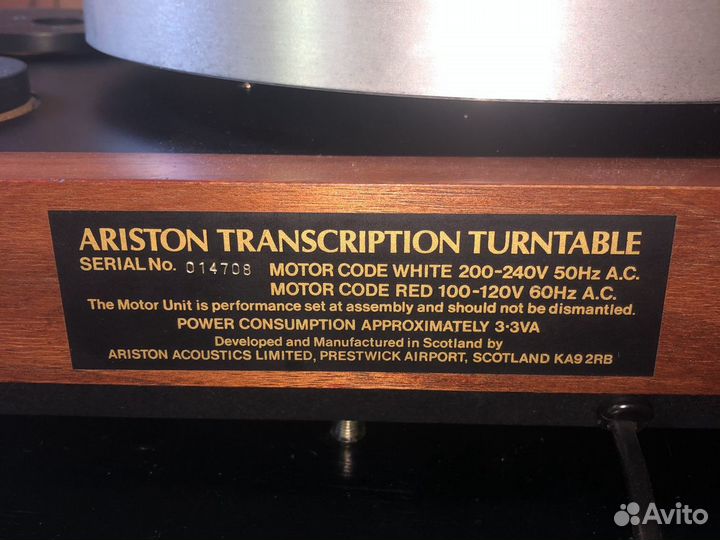 ARISTON TRANSCRIPTION TURNTABLE
SERIAL No. 014708 MOTOR CODE WHITE 200-240V 50Hz A.C.
MOTOR CODE RED 100-120V 60Hz A.C.
The Motor Unit is performance set at assembly and should not be dismantled.
POWER CONSUMPTION APPROXIMATELY 3·3VA
Developed and Manufactured in Scotland by
ARISTON ACOUSTICS LIMITED, PRESTWICK AIRPORT, SCOTLAND KA9 2RB
Avito